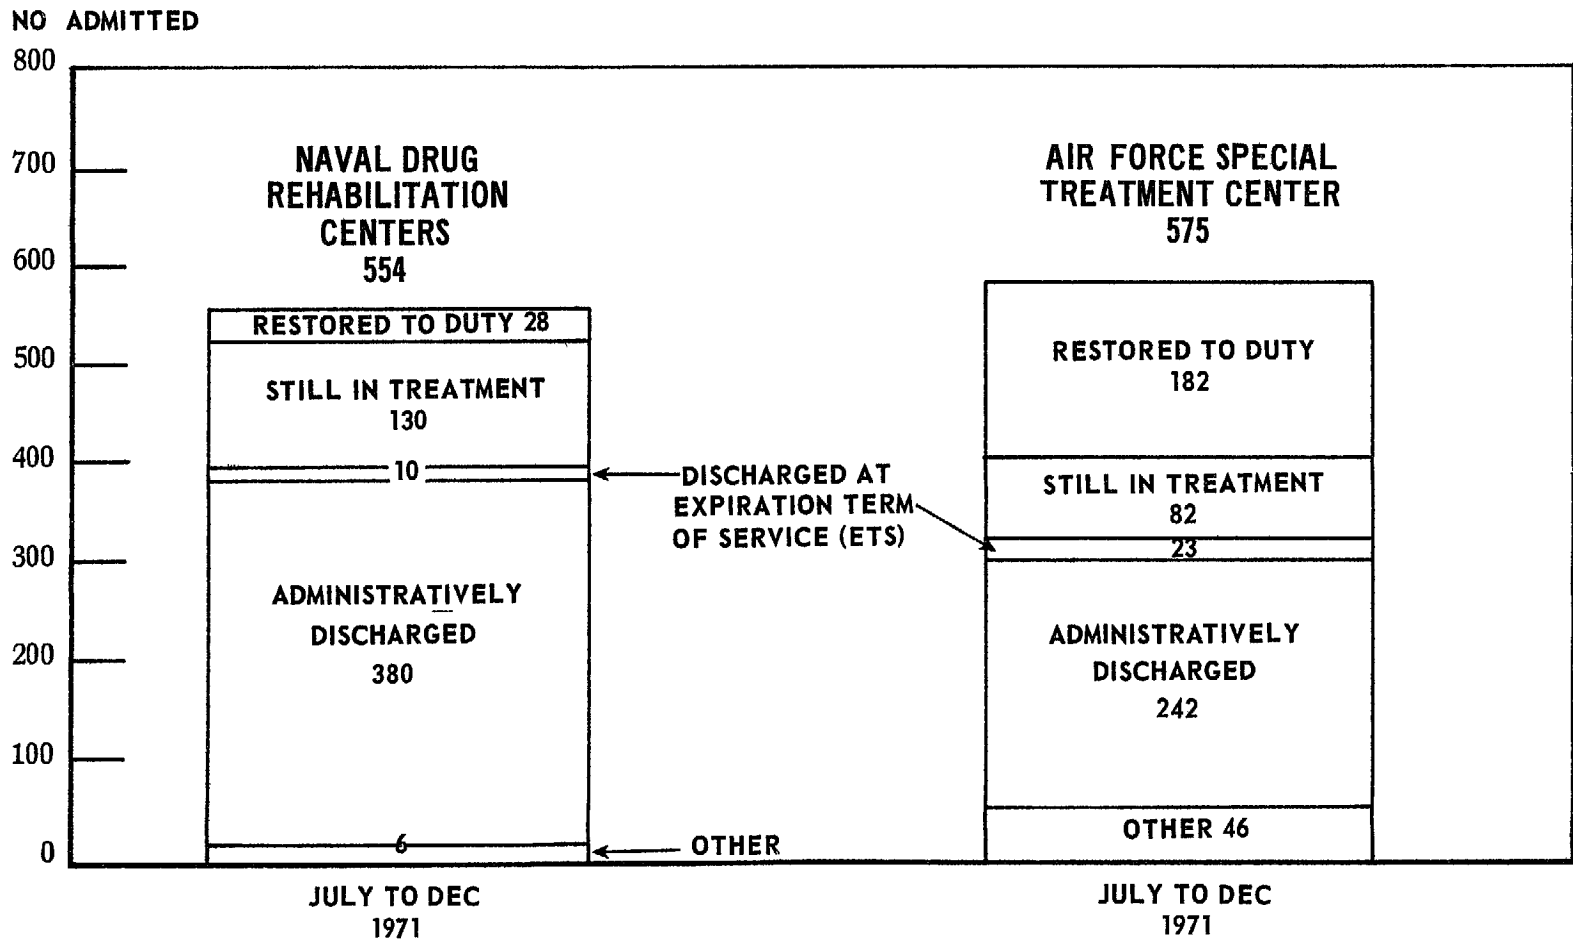 NO ADMITTED
800
700
600
500
400
300
200
100
0
NAVAL DRUG
REHABILITATION
CENTERS
554
RESTORED TO DUTY 28
STILL IN TREATMENT
130
10
ADMINISTRATIVELY
DISCHARGED
380
6
JULY TO DEC
1971
DISCHARGED AT
EXPIRATION TERM
OF SERVICE (ETS)
OTHER
AIR FORCE SPECIAL
TREATMENT CENTER
575
RESTORED TO DUTY
182
STILL IN TREATMENT
82
23
ADMINISTRATIVELY
DISCHARGED
242
OTHER 46
JULY TO DEC
1971